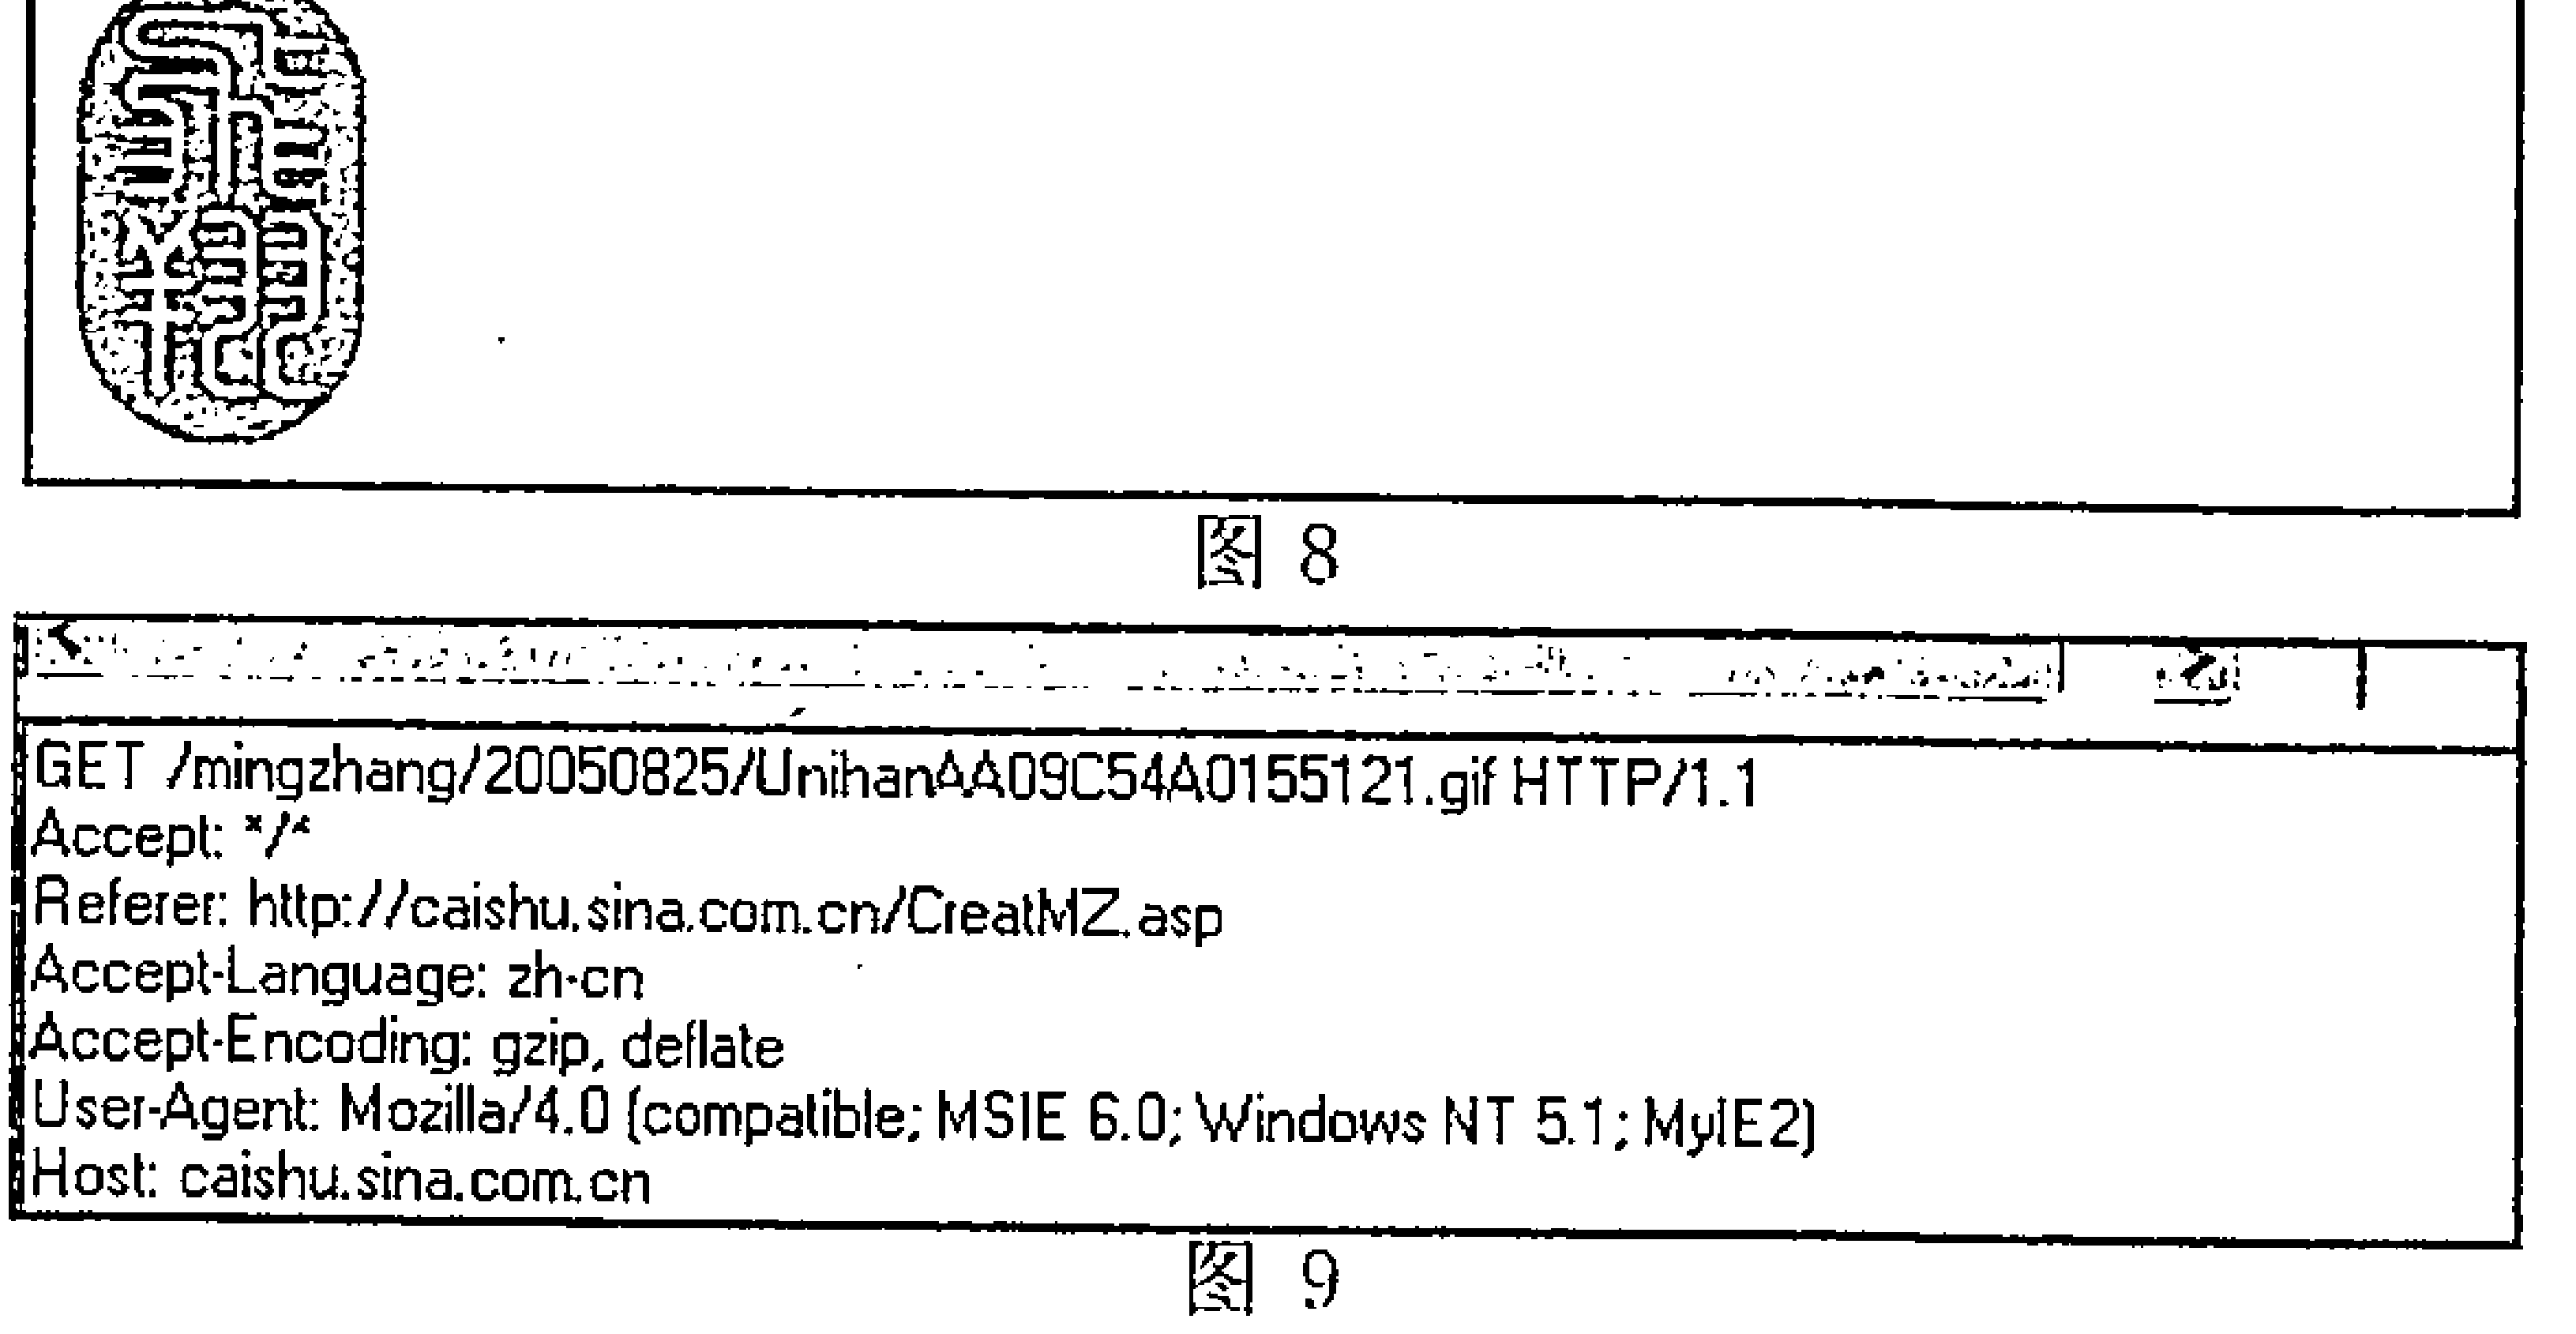 图 8
GET /mingzhang/20050825/UnihanAA09C54A0155121.gif HTTP/1.1
Accept: */*
Referer: http://caishu.sina.com.cn/CreatMZ.asp
Accept-Language: zh-cn
Accept-Encoding: gzip, deflate
User-Agent: Mozilla/4.0 (compatible; MSIE 6.0; Windows NT 5.1; MyIE2)
Host: caishu.sina.com.cn
图 9